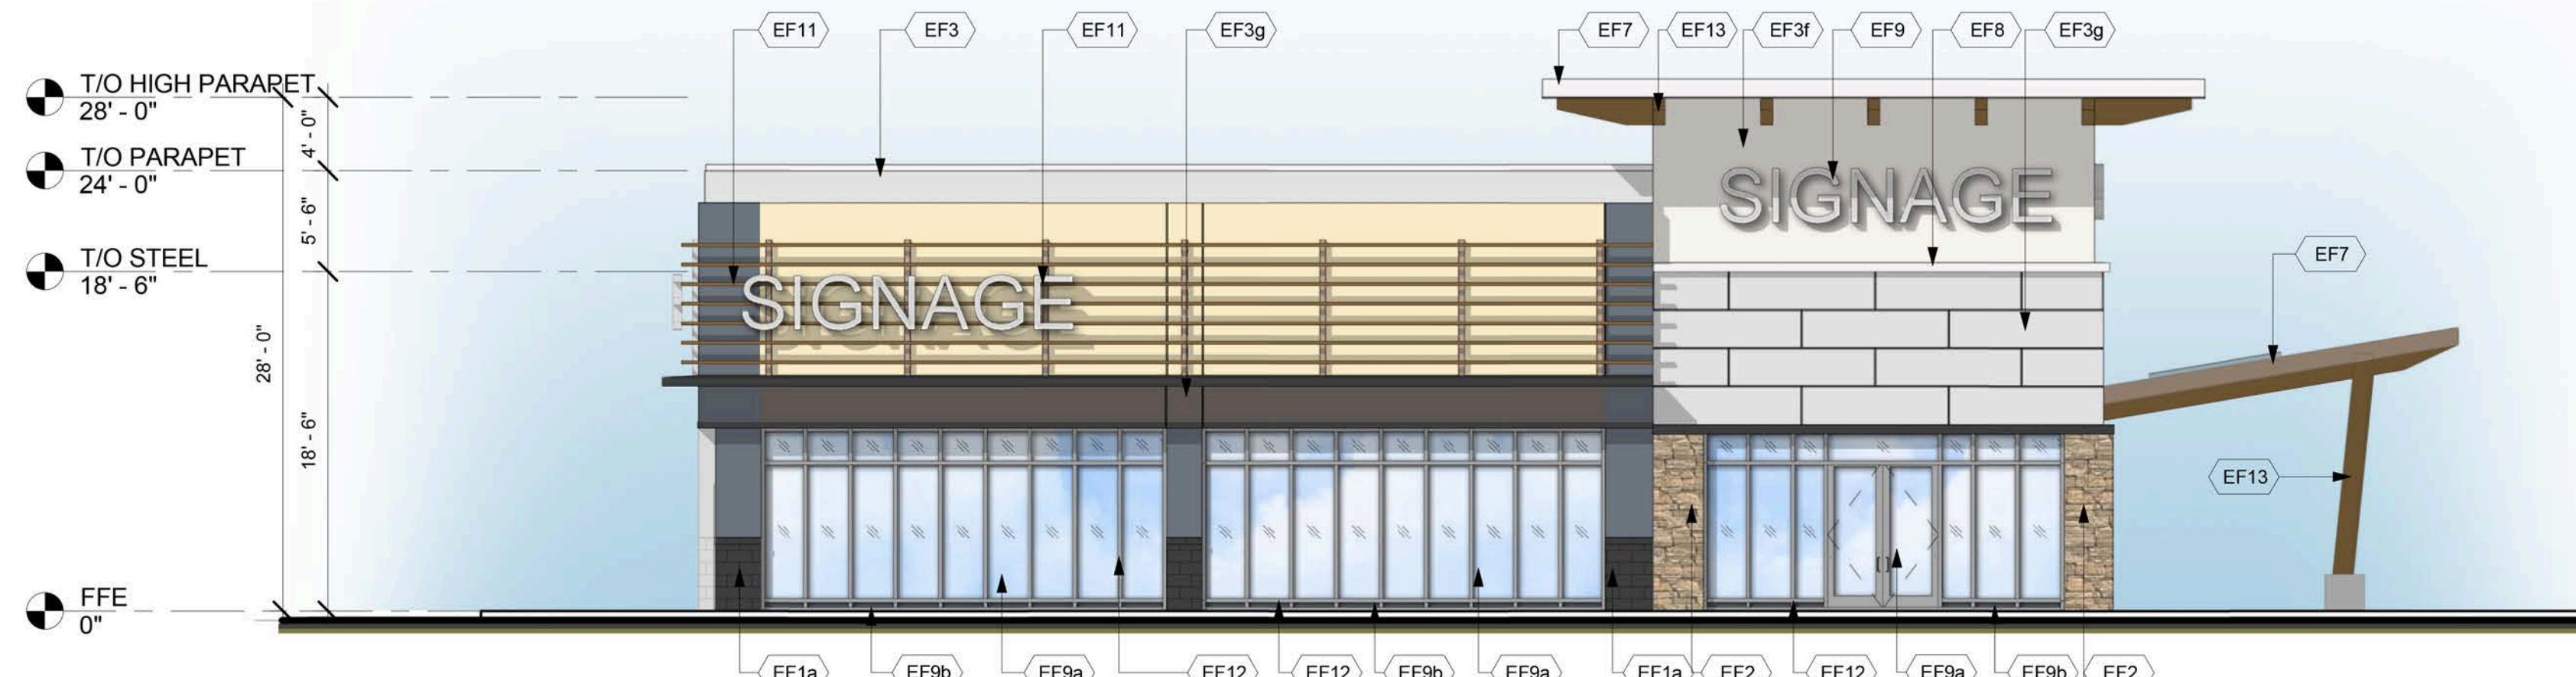 EF11
EF3
EF11
EF3g
EF7
EF13
EF3f
EF9
EF8
EF3g
T/O HIGH PARAPET
28' - 0"
4' - 0"
T/O PARAPET
24' - 0"
5' - 6"
T/O STEEL
18' - 6"
SIGNAGE
SIGNAGE
EF7
28' - 0"
18' - 6"
EF13
FFE
0"
EF1a
EF9b
EF9a
EF12
EF12
EF9b
EF9a
EF1a
EF2
EF12
EF9a
EF9b
EF2